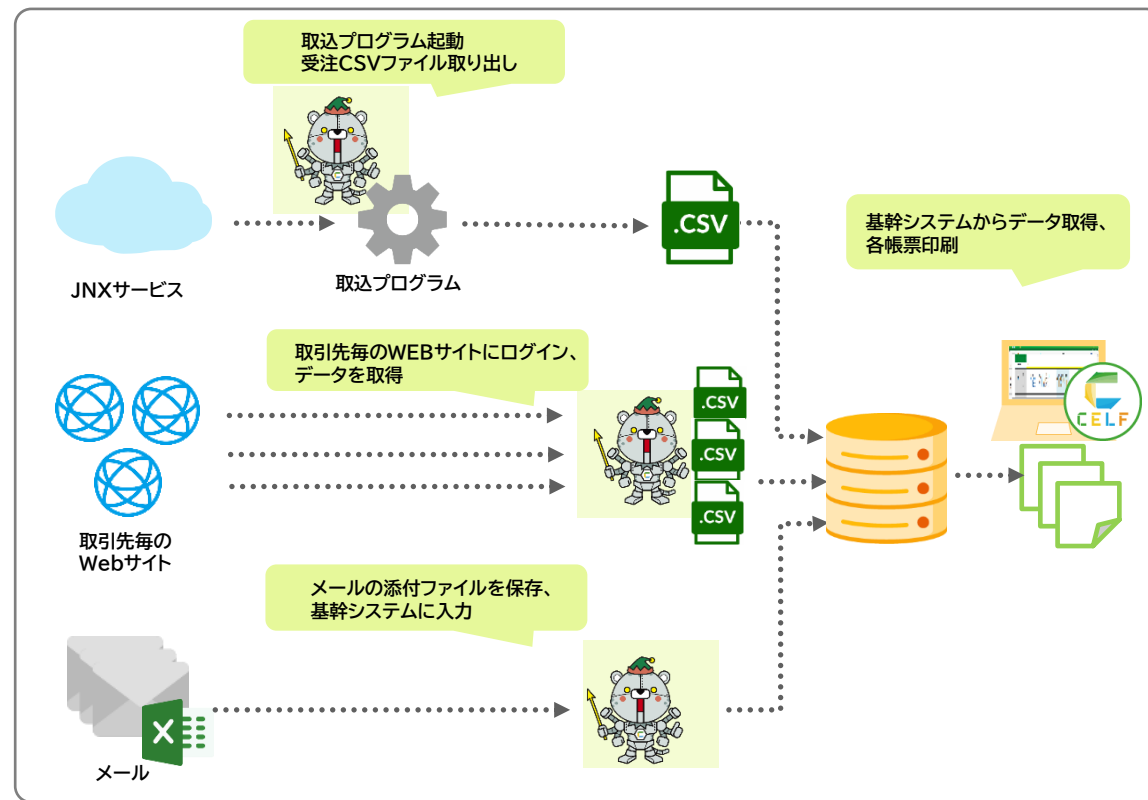 取込プログラム起動
受注CSVファイル取り出し
JNXサービス
取込プログラム
.CSV
基幹システムからデータ取得、
各帳票印刷
取引先毎のWEBサイトにログイン、
データを取得
取引先毎の
Webサイト
.CSV
.CSV
.CSV
CELF
メールの添付ファイルを保存、
基幹システムに入力
X
メール